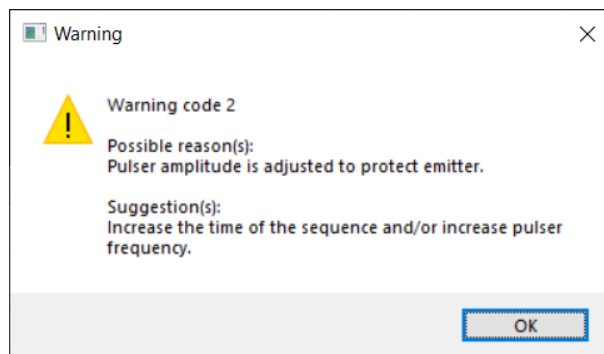 Warning
Warning code 2
Possible reason(s):
Pulser amplitude is adjusted to protect emitter.
Suggestion(s):
Increase the time of the sequence and/or increase pulser
frequency.
OK